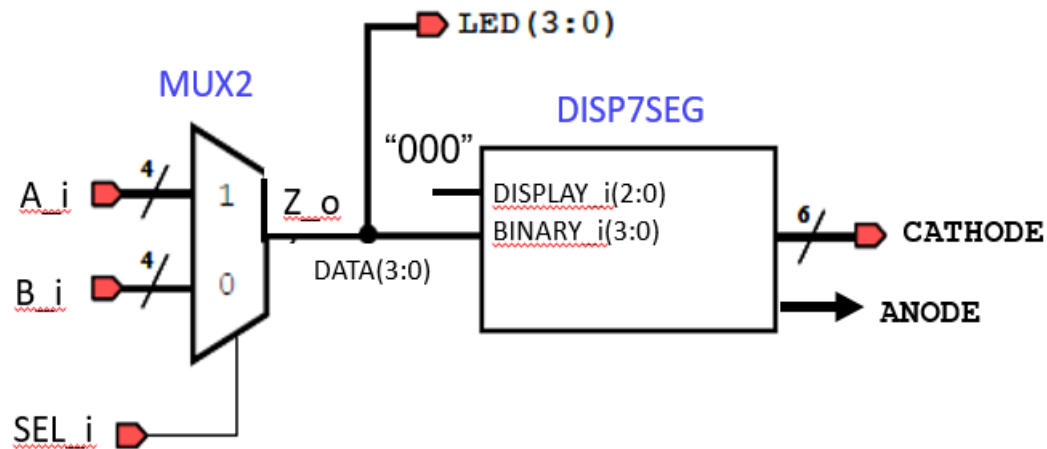 LED(3:0)
MUX2
DISP7SEG
“000”
A_i
4
1
Z_o
DISPLAY_i(2:0)
BINARY_i(3:0)
6
CATHODE
DATA(3:0)
B_i
4
0
ANODE
SEL_i